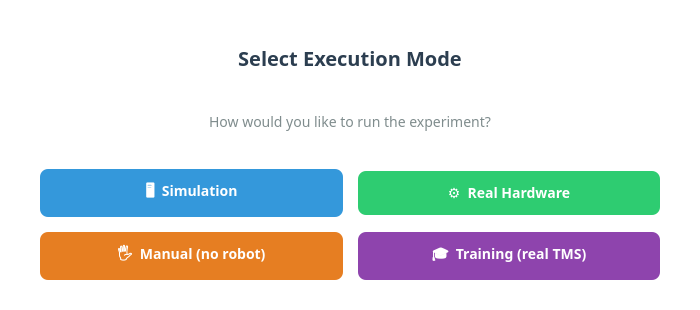 Select Execution Mode
How would you like to run the experiment?
Simulation
Real Hardware
Manual (no robot)
Training (real TMS)